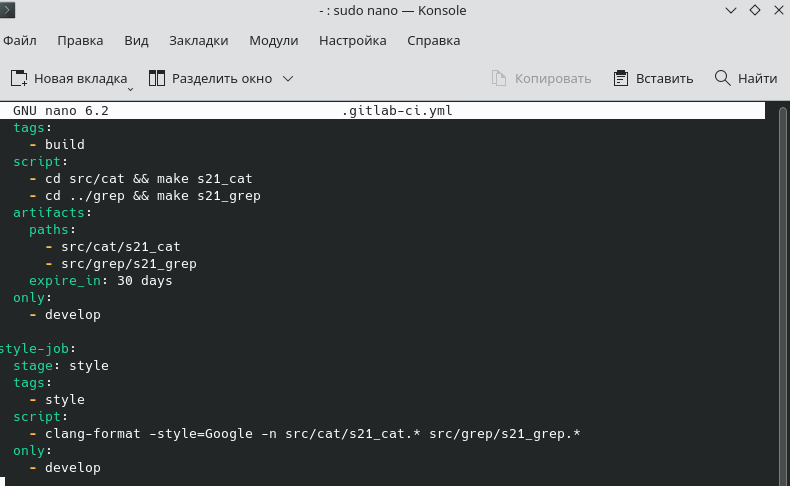 - : sudo nano — Konsole
Файл Правка Вид Закладки Модули Настройка Справка
Новая вкладка Разделить окно Копировать Вставить Найти
GNU nano 6.2 .gitlab-ci.yml
tags:
- build
script:
- cd src/cat && make s21_cat
- cd ../grep && make s21_grep
artifacts:
paths:
- src/cat/s21_cat
- src/grep/s21_grep
expire_in: 30 days
only:
- develop
style-job:
stage: style
tags:
- style
script:
- clang-format -style=Google -n src/cat/s21_cat.* src/grep/s21_grep.*
only:
- develop